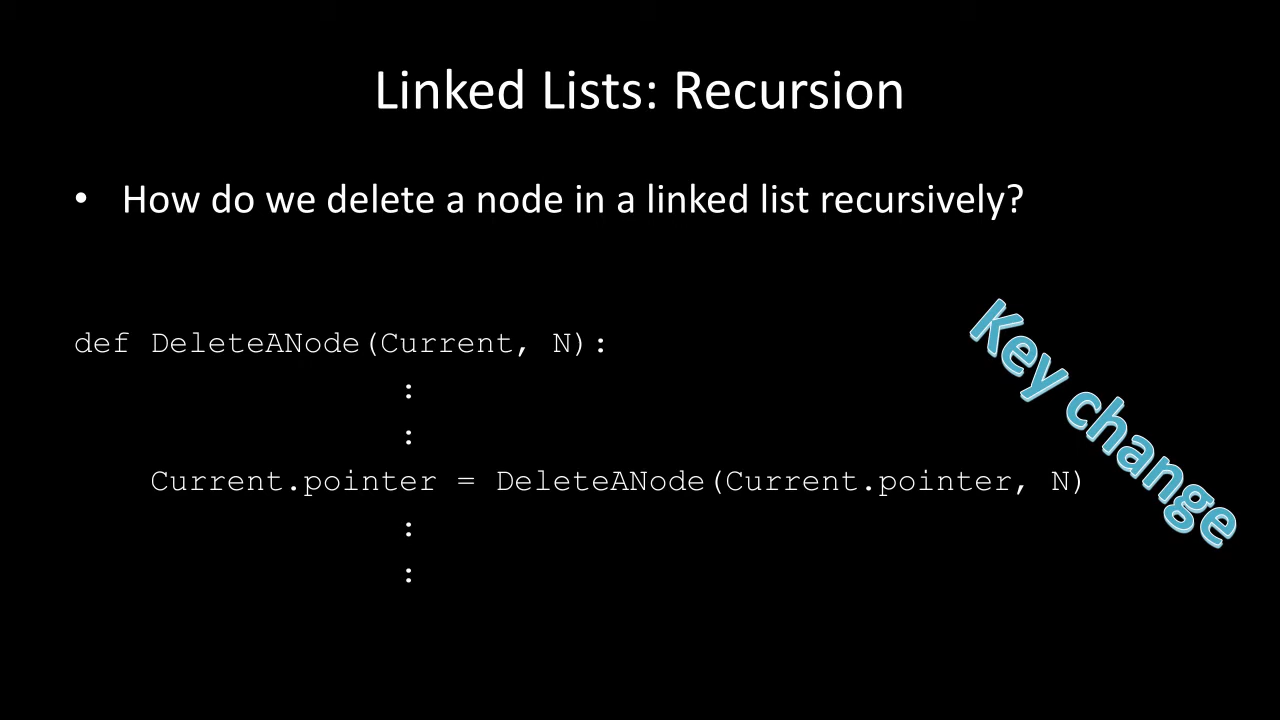 Linked Lists: Recursion
• How do we delete a node in a linked list recursively?
def DeleteANode(Current, N):
:
:
Current.pointer = DeleteANode(Current.pointer, N)
:
:
Key change